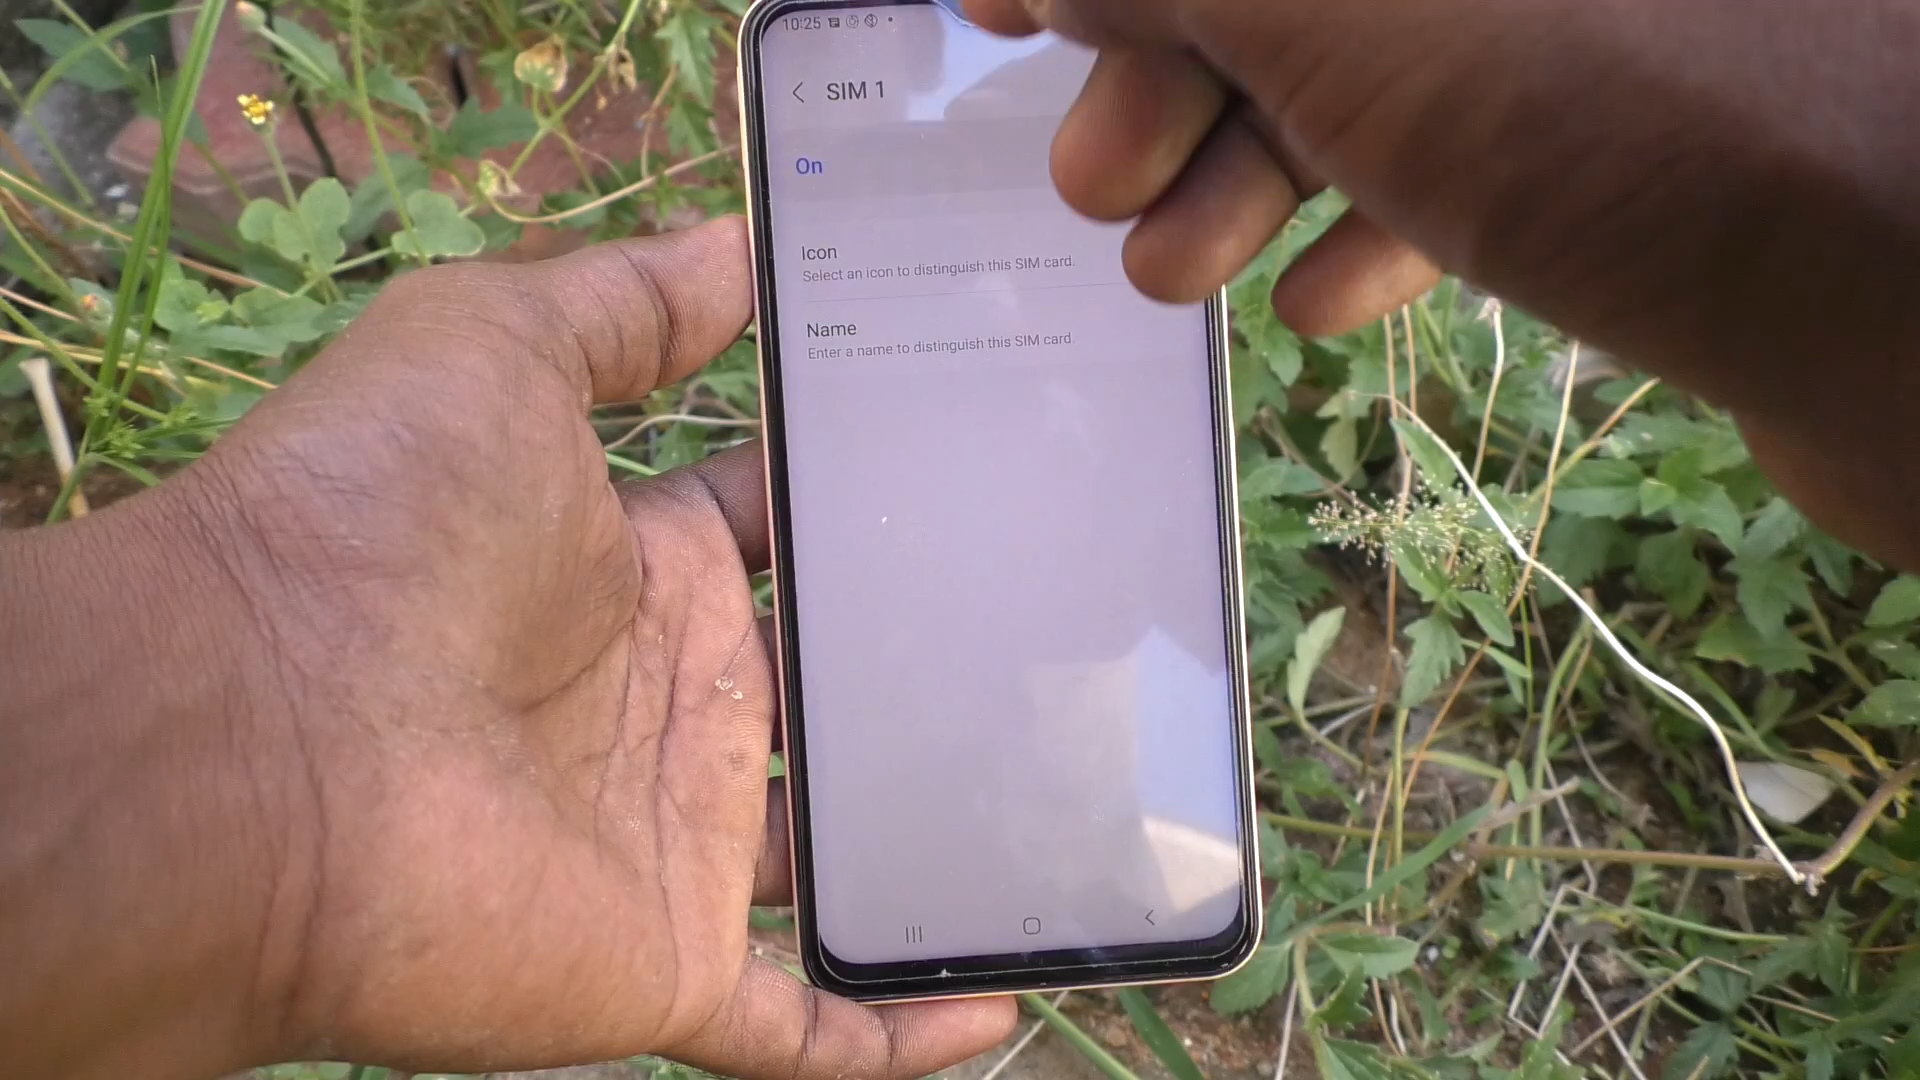 10:25
SIM 1
On
Icon
Select an icon to distinguish this SIM card.
Name
Enter a name to distinguish this SIM card.